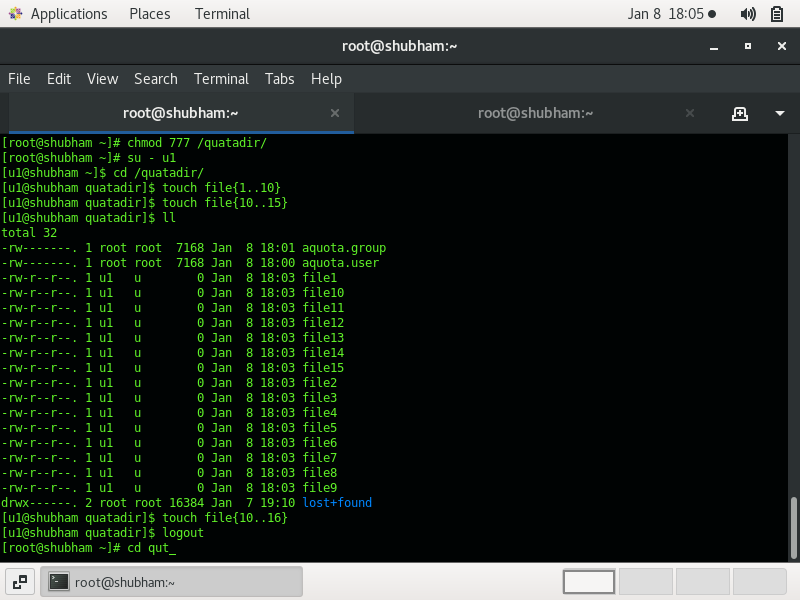 Applications Places Terminal Jan 8 18:05
root@shubham:~
File Edit View Search Terminal Tabs Help
root@shubham:~ root@shubham:~
[root@shubham ~]# chmod 777 /quatadir/
[root@shubham ~]# su - u1
[u1@shubham ~]$ cd /quatadir/
[u1@shubham quatadir]$ touch file{1..10}
[u1@shubham quatadir]$ touch file{10..15}
[u1@shubham quatadir]$ ll
total 32
-rw-------. 1 root root  7168 Jan  8 18:01 aquota.group
-rw-------. 1 root root  7168 Jan  8 18:00 aquota.user
-rw-r--r--. 1 u1   u        0 Jan  8 18:03 file1
-rw-r--r--. 1 u1   u        0 Jan  8 18:03 file10
-rw-r--r--. 1 u1   u        0 Jan  8 18:03 file11
-rw-r--r--. 1 u1   u        0 Jan  8 18:03 file12
-rw-r--r--. 1 u1   u        0 Jan  8 18:03 file13
-rw-r--r--. 1 u1   u        0 Jan  8 18:03 file14
-rw-r--r--. 1 u1   u        0 Jan  8 18:03 file15
-rw-r--r--. 1 u1   u        0 Jan  8 18:03 file2
-rw-r--r--. 1 u1   u        0 Jan  8 18:03 file3
-rw-r--r--. 1 u1   u        0 Jan  8 18:03 file4
-rw-r--r--. 1 u1   u        0 Jan  8 18:03 file5
-rw-r--r--. 1 u1   u        0 Jan  8 18:03 file6
-rw-r--r--. 1 u1   u        0 Jan  8 18:03 file7
-rw-r--r--. 1 u1   u        0 Jan  8 18:03 file8
-rw-r--r--. 1 u1   u        0 Jan  8 18:03 file9
drwx------. 2 root root 16384 Jan  7 19:10 lost+found
[u1@shubham quatadir]$ touch file{10..16}
[u1@shubham quatadir]$ logout
[root@shubham ~]# cd qut_
root@shubham:~